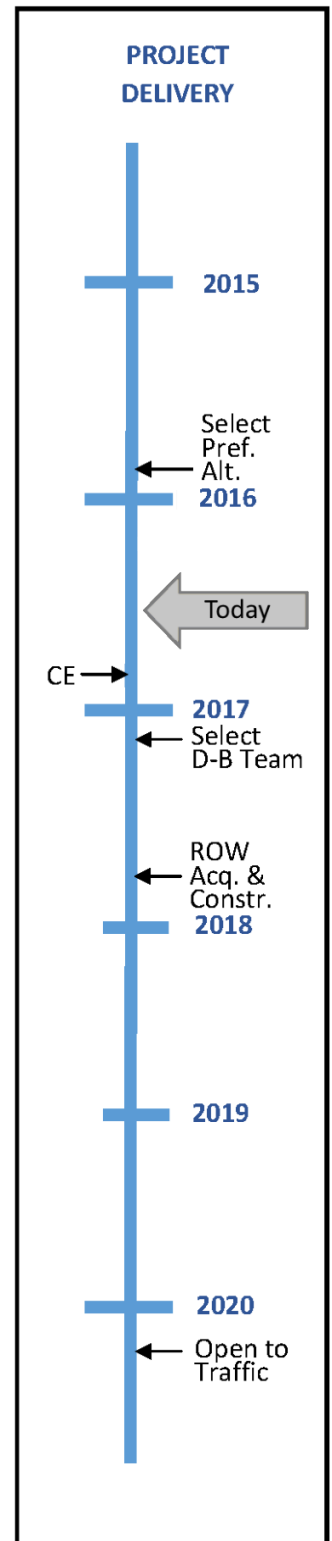 PROJECT
DELIVERY
2015
Select
Pref.
Alt.
2016
Today
CE
2017
Select
D-B Team
ROW
Acq. &
Constr.
2018
2019
2020
Open to
Traffic